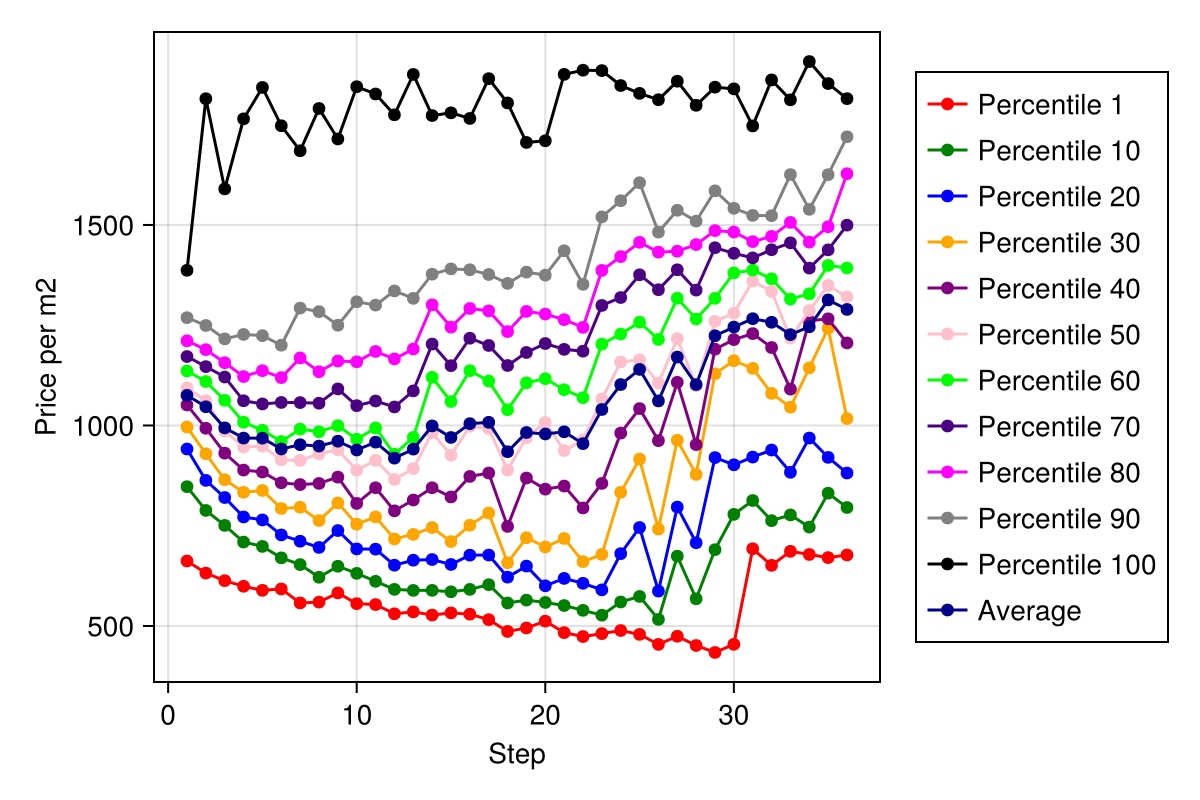 Price per m2
1500
1000
500
0 10 20 30
Step
Percentile 1
Percentile 10
Percentile 20
Percentile 30
Percentile 40
Percentile 50
Percentile 60
Percentile 70
Percentile 80
Percentile 90
Percentile 100
Average